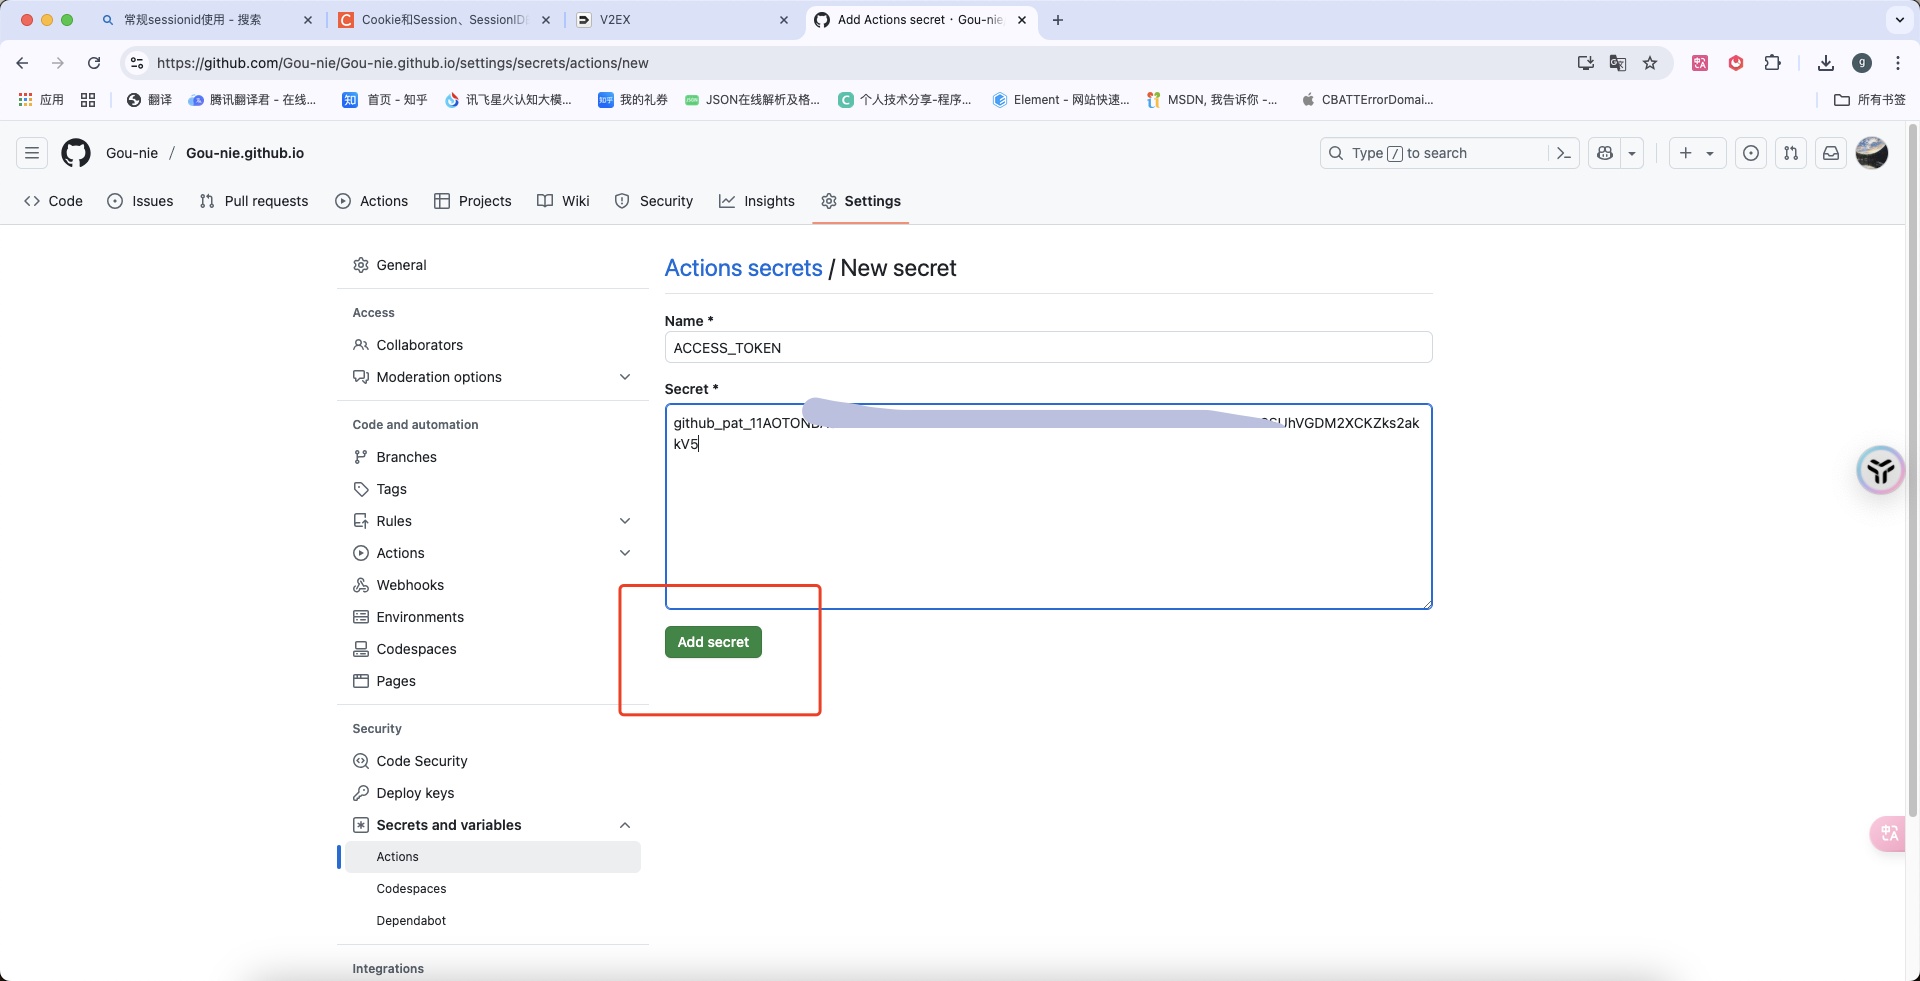 常规sessionid使用 - 搜索
Cookie和Session、SessionID
V2EX
Add Actions secret · Gou-nie
https://github.com/Gou-nie/Gou-nie.github.io/settings/secrets/actions/new
g
应用
翻译
腾讯翻译君 - 在线...
知 首页 - 知乎
讯飞星火认知大模...
知乎 我的礼券
JSON在线解析及格...
C 个人技术分享-程序...
Element - 网站快速...
MSDN, 我告诉你 -...
CBATTErrorDomai...
所有书签
Gou-nie / Gou-nie.github.io
Type / to search
Code
Issues
Pull requests
Actions
Projects
Wiki
Security
Insights
Settings
General
Access
Collaborators
Moderation options
Code and automation
Branches
Tags
Rules
Actions
Webhooks
Environments
Codespaces
Pages
Security
Code Security
Deploy keys
Secrets and variables
Actions
Codespaces
Dependabot
Integrations
Actions secrets / New secret
Name *
ACCESS_TOKEN
Secret *
github_pat_11AOTON UhVGDM2XCKZks2ak
kV5
Add secret